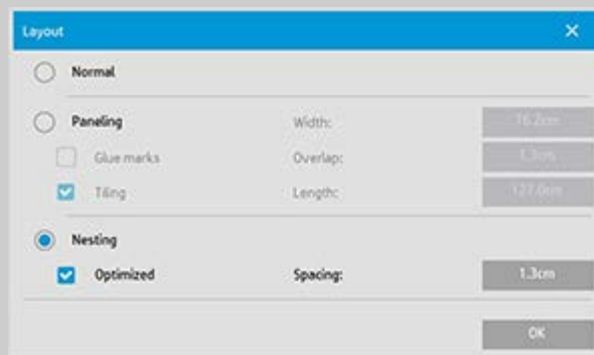 Layout
Normal
Paneling Width: 76.2cm
Glue marks Overlap: 1.3cm
Tiling Length: 127.0cm
Nesting
Optimized Spacing: 1.3cm
OK